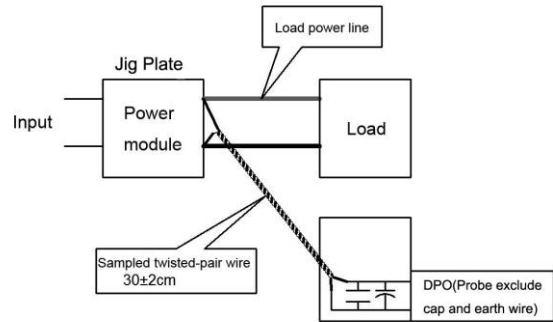 Load power line
Jig Plate
Input
Power
module
Load
Sampled twisted-pair wire
30±2cm
DPO(Probe exclude
cap and earth wire)